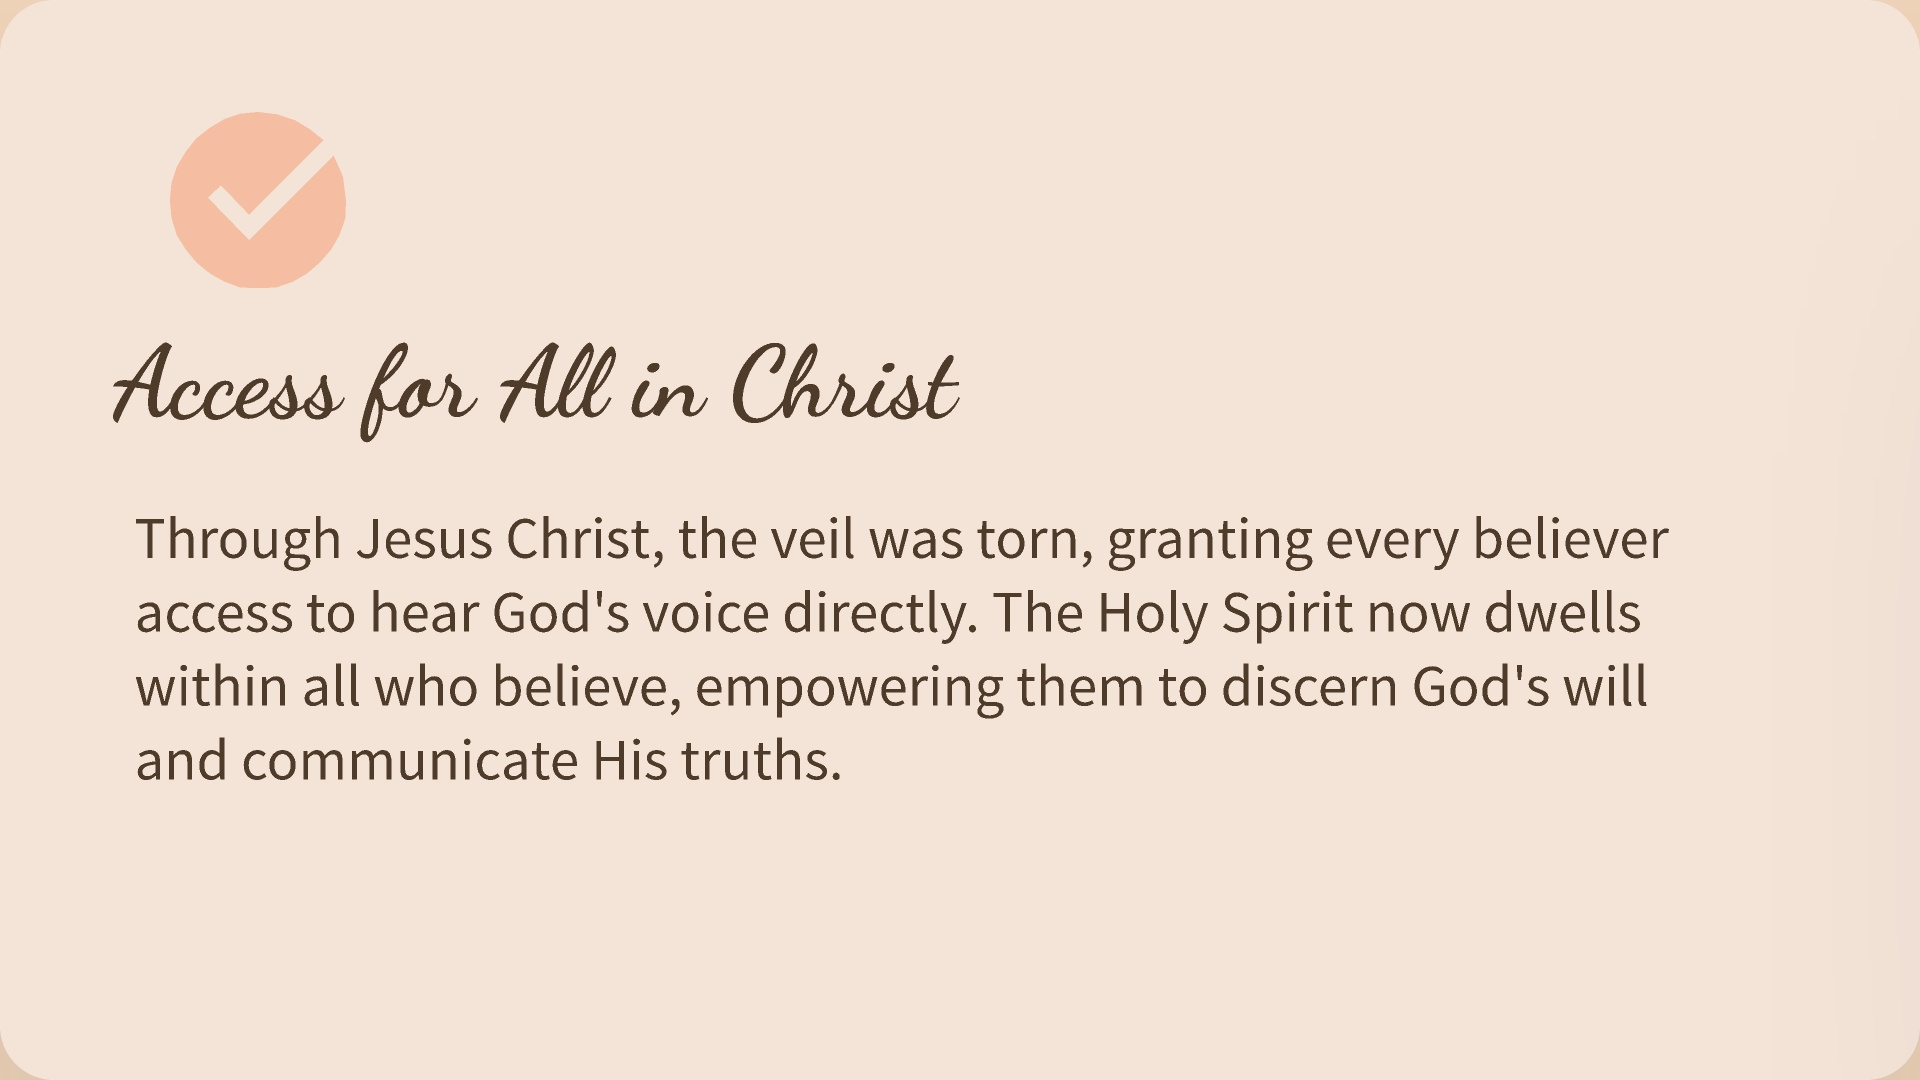 Access for All in Christ
Through Jesus Christ, the veil was torn, granting every believer
access to hear God's voice directly. The Holy Spirit now dwells
within all who believe, empowering them to discern God's will
and communicate His truths.